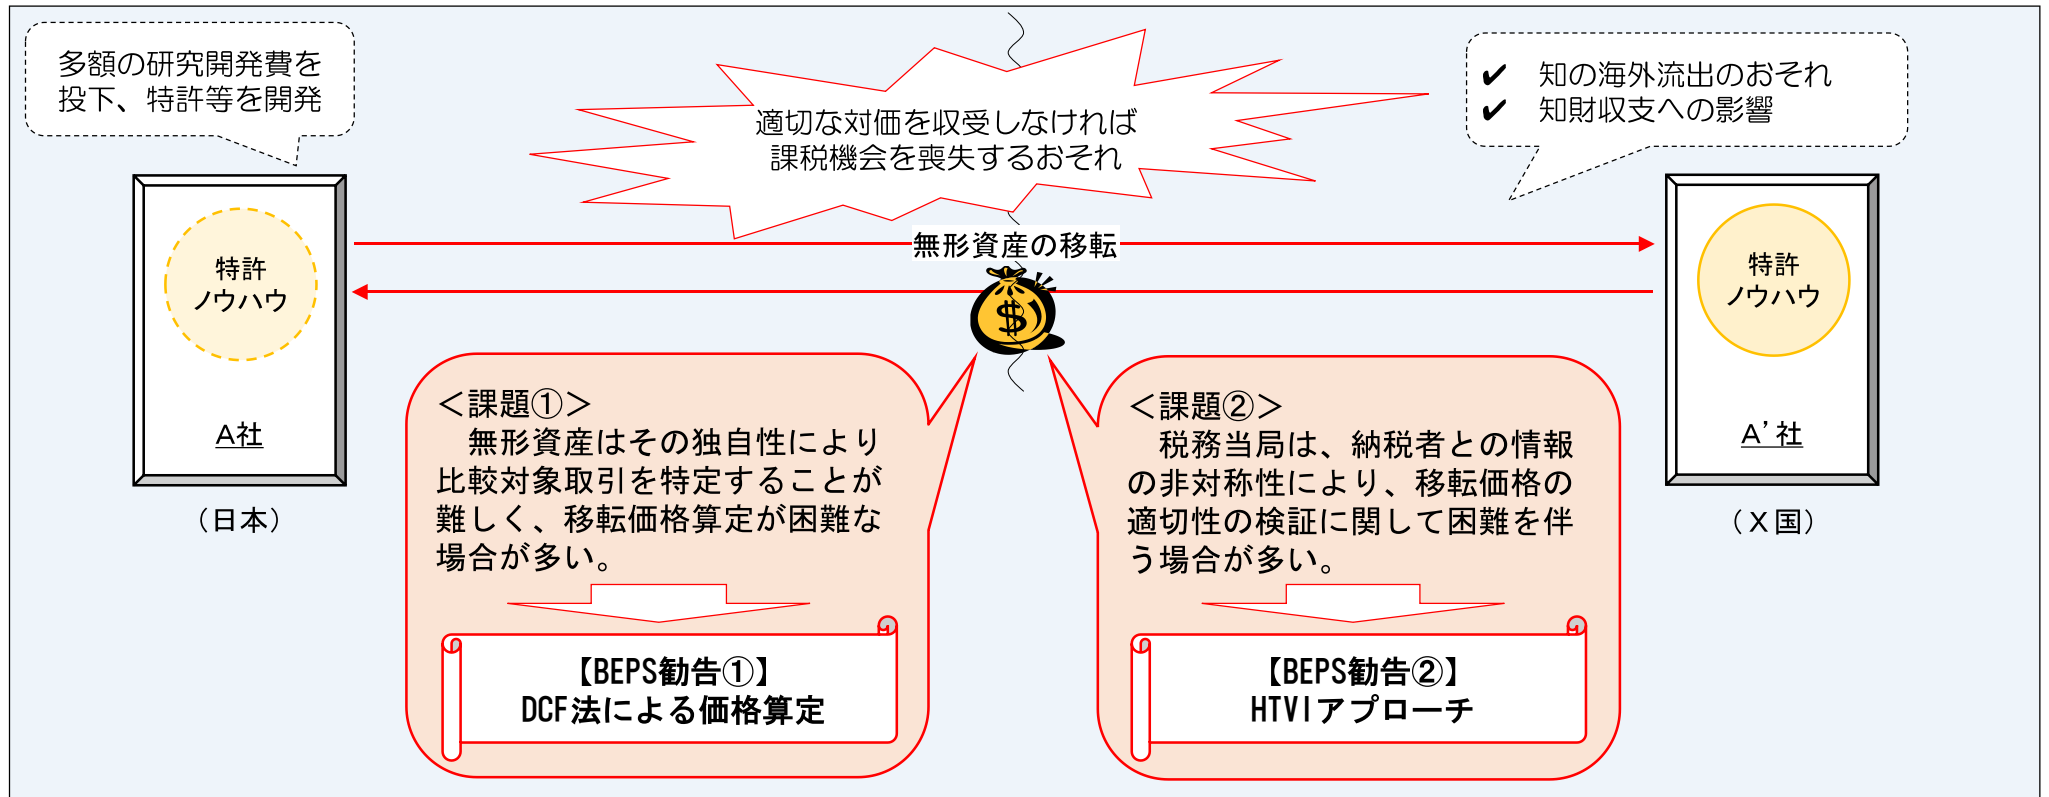 多額の研究開発費を
投下、特許等を開発
適切な対価を収受しなければ
課税機会を喪失するおそれ
✔ 知の海外流出のおそれ
✔ 知財収支への影響
無形資産の移転
特許
ノウハウ
A社
（日本）
$
特許
ノウハウ
A’社
（X国）
＜課題①＞
無形資産はその独自性により
比較対象取引を特定することが
難しく、移転価格算定が困難な
場合が多い。
【BEPS勧告①】
DCF法による価格算定
＜課題②＞
税務当局は、納税者との情報
の非対称性により、移転価格の
適切性の検証に関して困難を伴
う場合が多い。
【BEPS勧告②】
HTVIアプローチ